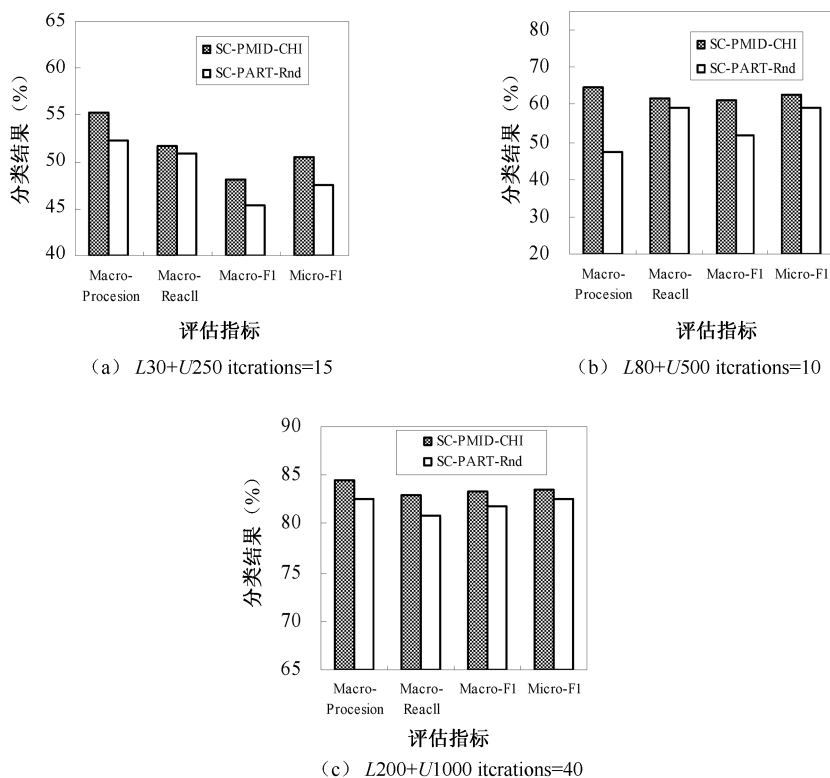 65
60
55
50
45
40
分类结果（%）
SC-PMID-CHI
SC-PART-Rnd
Macro-
Procesion
Macro-
Reacll
Macro-F1
Micro-F1
评估指标
（a） L30+U250 itcrations=15
80
70
60
50
40
30
20
分类结果（%）
SC-PMID-CHI
SC-PART-Rnd
Macro-
Procesion
Macro-
Reacll
Macro-F1
Micro-F1
评估指标
（b） L80+U500 itcrations=10
90
85
80
75
70
65
分类结果（%）
SC-PMID-CHI
SC-PART-Rnd
Macro-
Procesion
Macro-
Reacll
Macro-F1
Micro-F1
评估指标
（c） L200+U1000 itcrations=40